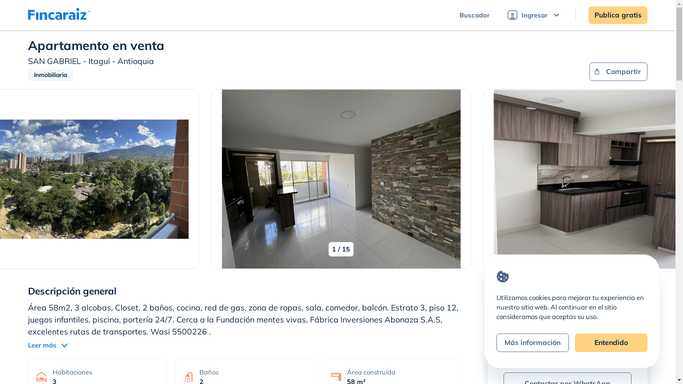 Fincaraiz
Buscador
Ingresar
Publica gratis
Apartamento en venta
SAN GABRIEL - Itaguí - Antioquia
Inmobiliaria
Compartir
1 / 15
Descripción general
Área 58m2, 3 alcobas, Closet, 2 baños, cocina, red de gas, zona de ropas, sala, comedor, balcón. Estrato 3, piso 12,
juegos infantiles, piscina, portería 24/7. Cerca a la Fundación mentes vivas, Fábrica Inversiones Abonaza S.A.S,
excelentes rutas de transportes. Wasi 5500226 .
Leer más
Habitaciones
3
Baños
2
Área construida
58 m²
Utilizamos cookies para mejorar tu experiencia en
nuestro sitio web. Al continuar en el sitio
consideramos que aceptas su uso.
Más información
Entendido
Contactar por WhatsApp